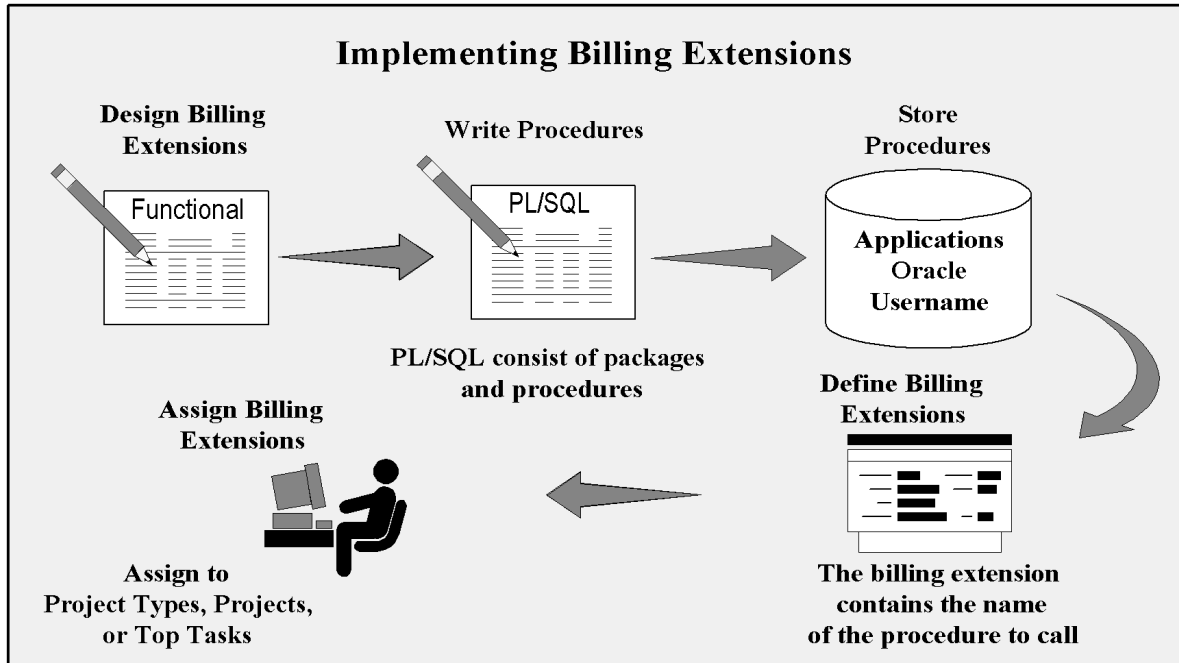 Implementing Billing Extensions
Design Billing
Extensions
Functional
Write Procedures
PL/SQL
PL/SQL consist of packages
and procedures
Store
Procedures
Applications
Oracle
Username
Define Billing
Extensions
The billing extension
contains the name
of the procedure to call
Assign Billing
Extensions
Assign to
Project Types, Projects,
or Top Tasks